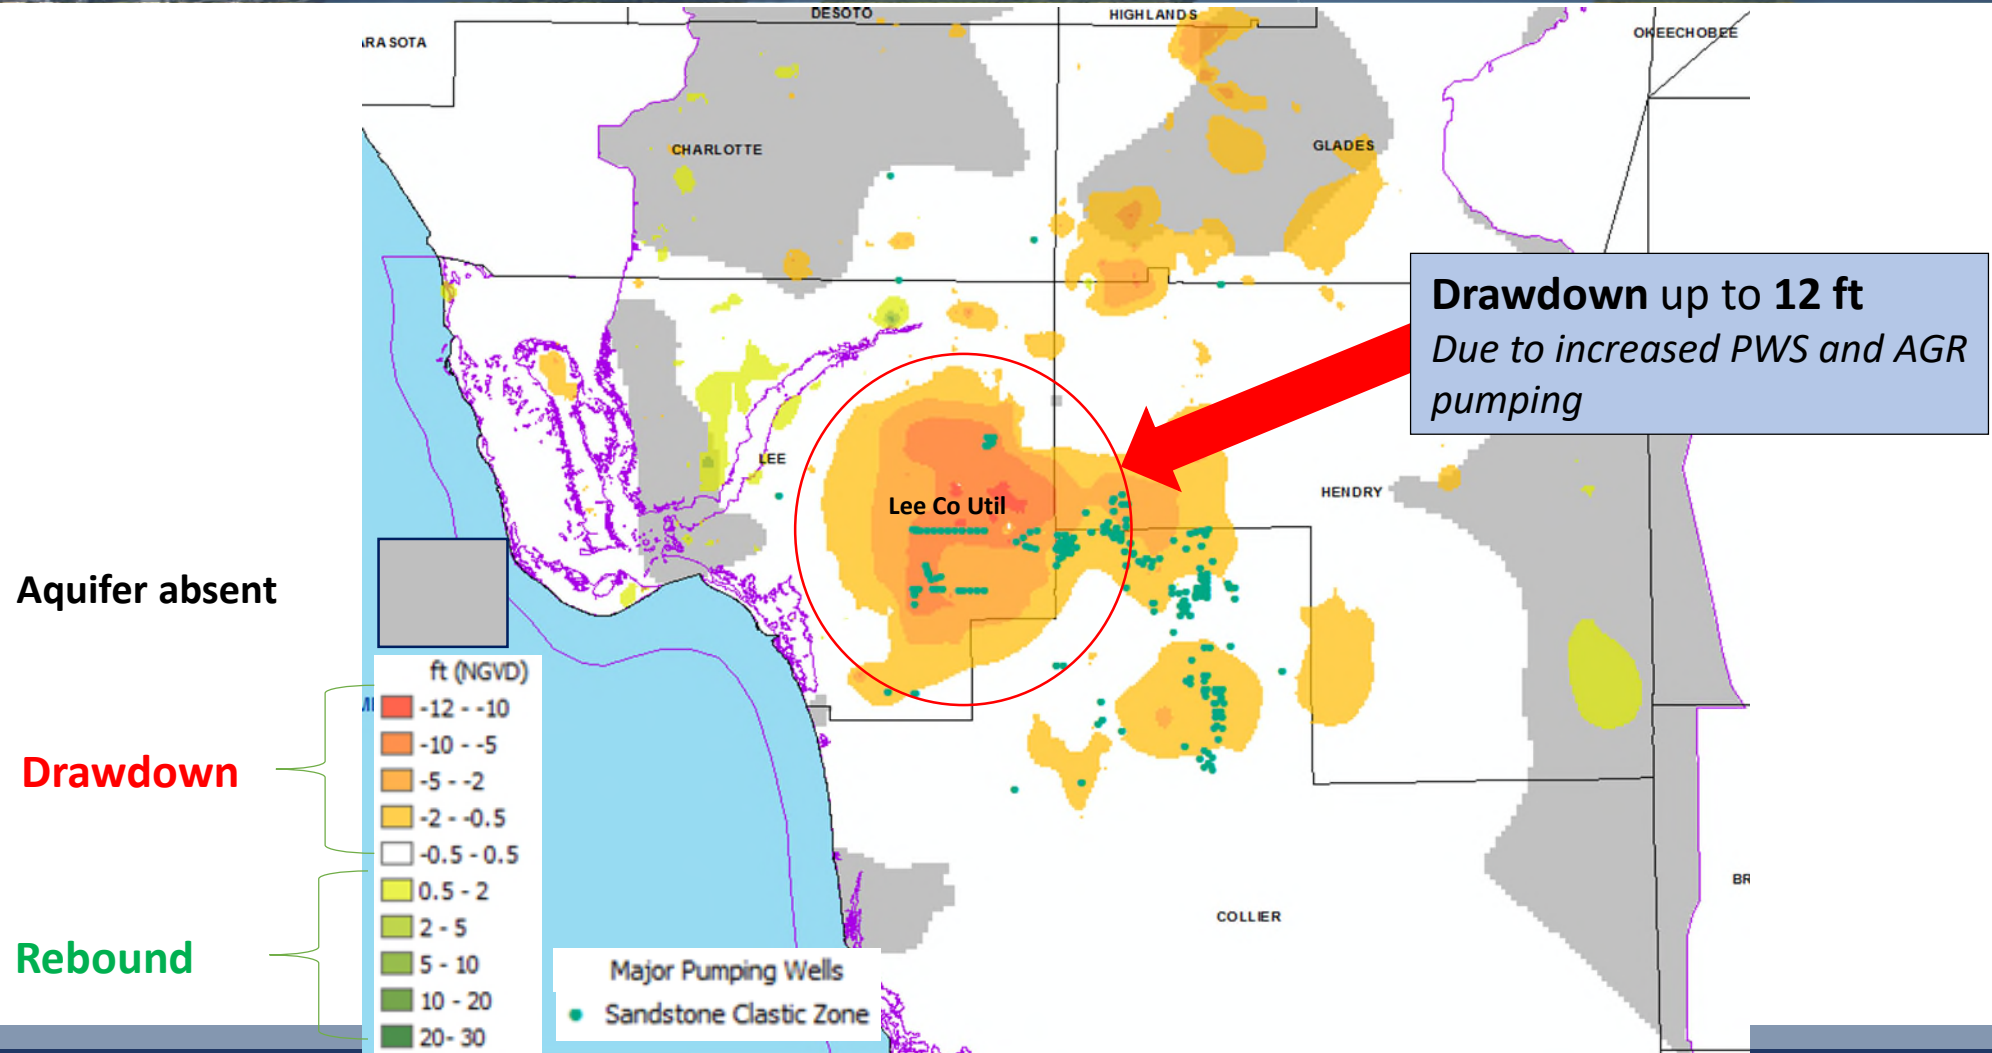 DESOTO
HIGHLANDS
OKEECHOBEE
ARASOTA
CHARLOTTE
GLADES
Drawdown up to 12 ft
Due to increased PWS and AGR
pumping
LEE
HENDRY
Lee Co Util
Aquifer absent
ft (NGVD)
-12 - -10
-10 - -5
-5 - -2
-2 - -0.5
-0.5 - 0.5
0.5 - 2
2 - 5
5 - 10
10 - 20
20- 30
Drawdown
Rebound
BR
COLLIER
Major Pumping Wells
Sandstone Clastic Zone